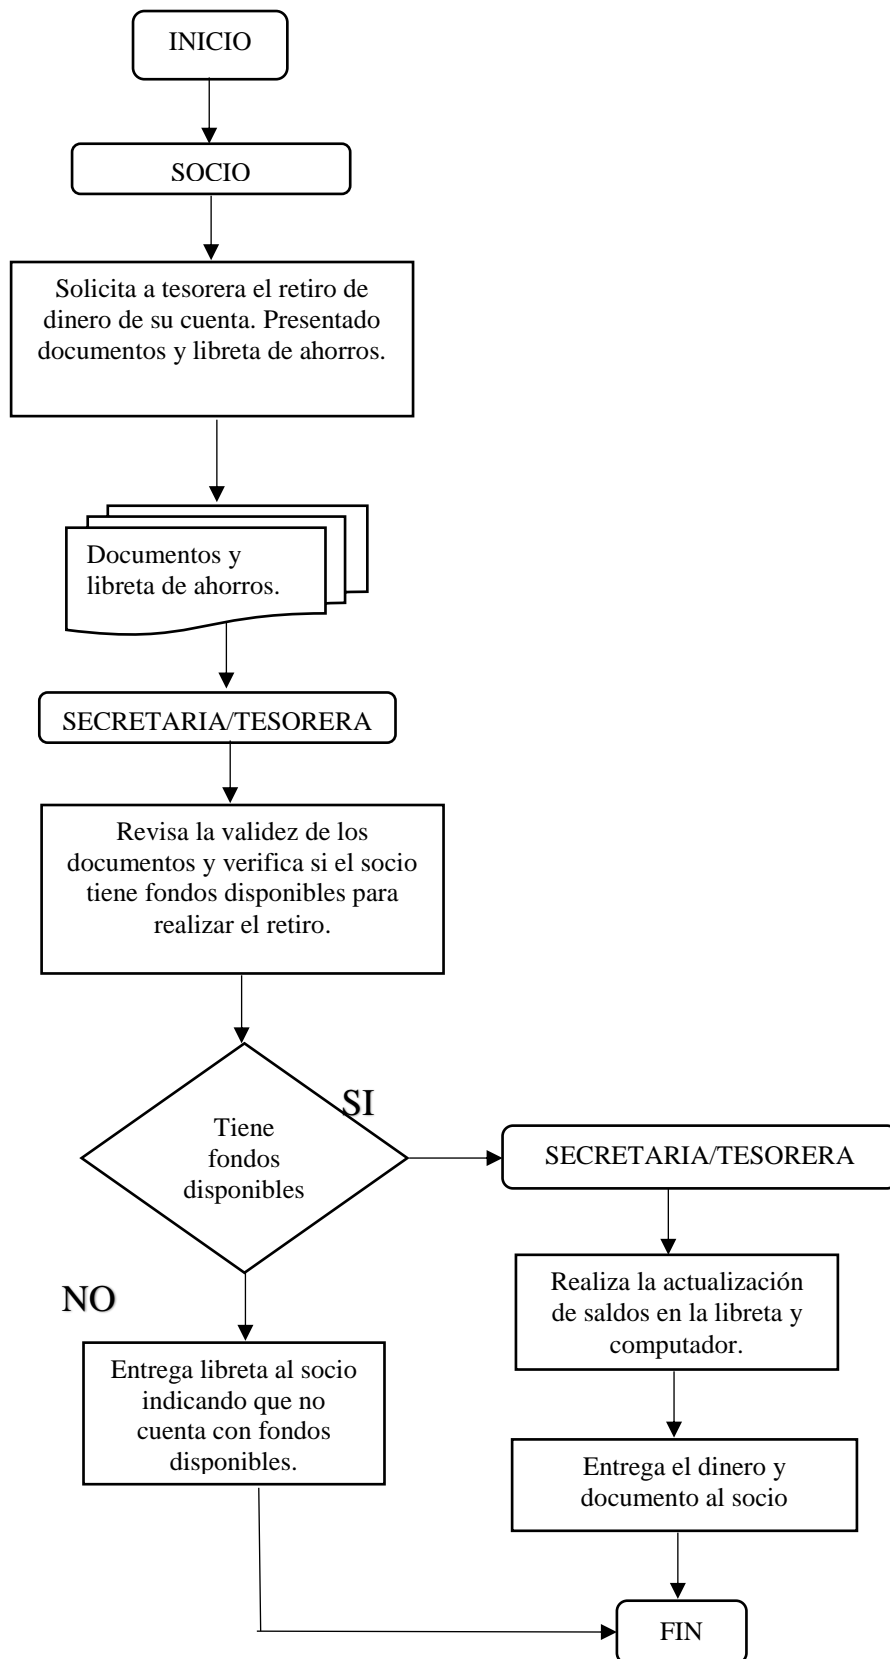 INICIO
SOCIO
Solicita a tesorera el retiro de
dinero de su cuenta. Presentado
documentos y libreta de ahorros.
Documentos y
libreta de ahorros.
SECRETARIA/TESORERA
Revisa la validez de los
documentos y verifica si el socio
tiene fondos disponibles para
realizar el retiro.
Tiene
fondos
disponibles
SI
SECRETARIA/TESORERA
Realiza la actualización
de saldos en la libreta y
computador.
Entrega el dinero y
documento al socio
NO
Entrega libreta al socio
indicando que no
cuenta con fondos
disponibles.
FIN